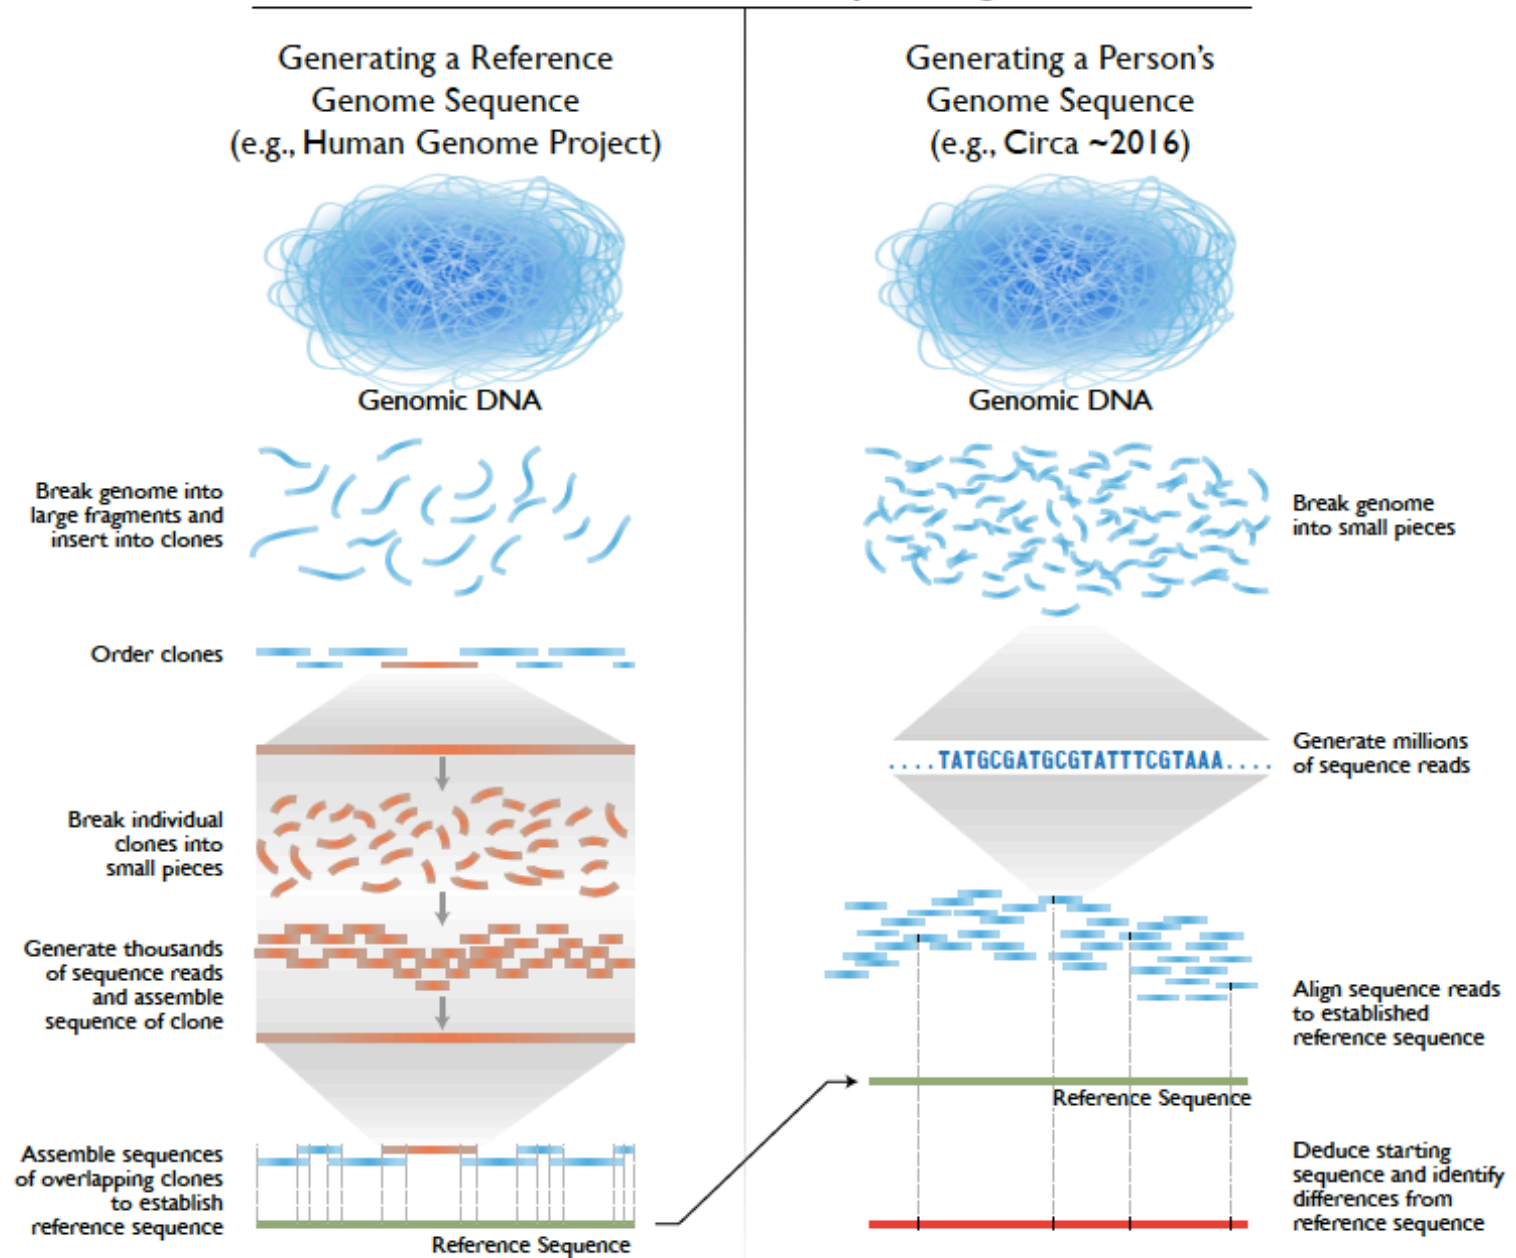 Generating a Reference
Genome Sequence
(e.g., Human Genome Project)
Genomic DNA
Break genome into
large fragments and
insert into clones
Order clones
Break individual
clones into
small pieces
Generate thousands
of sequence reads
and assemble
sequence of clone
Assemble sequences
of overlapping clones
to establish
reference sequence
Reference Sequence
Generating a Person's
Genome Sequence
(e.g., Circa ~2016)
Genomic DNA
Break genome
into small pieces
Generate millions
of sequence reads
....TATGCGATGCGTATTTCGTAAA....
Align sequence reads
to established
reference sequence
Reference Sequence
Deduce starting
sequence and identify
differences from
reference sequence